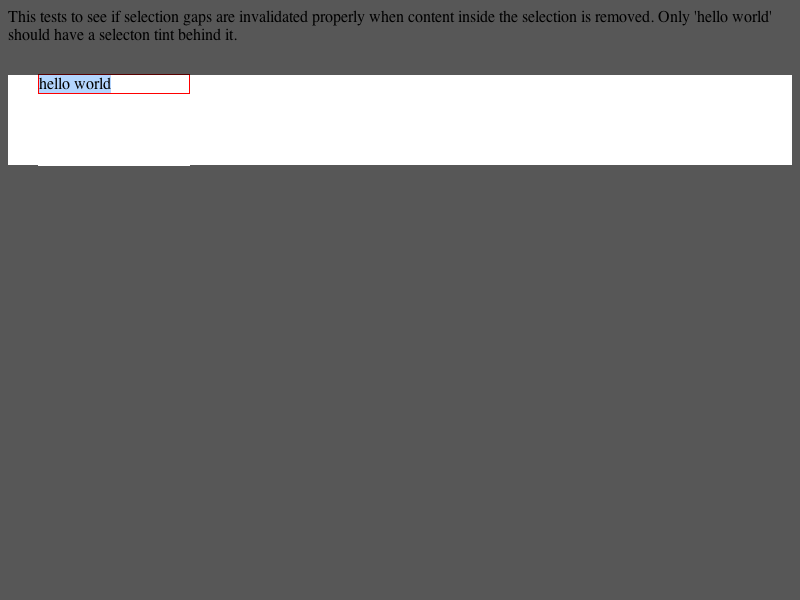 This tests to see if selection gaps are invalidated properly when content inside the selection is removed. Only 'hello world'
should have a selecton tint behind it.
hello world